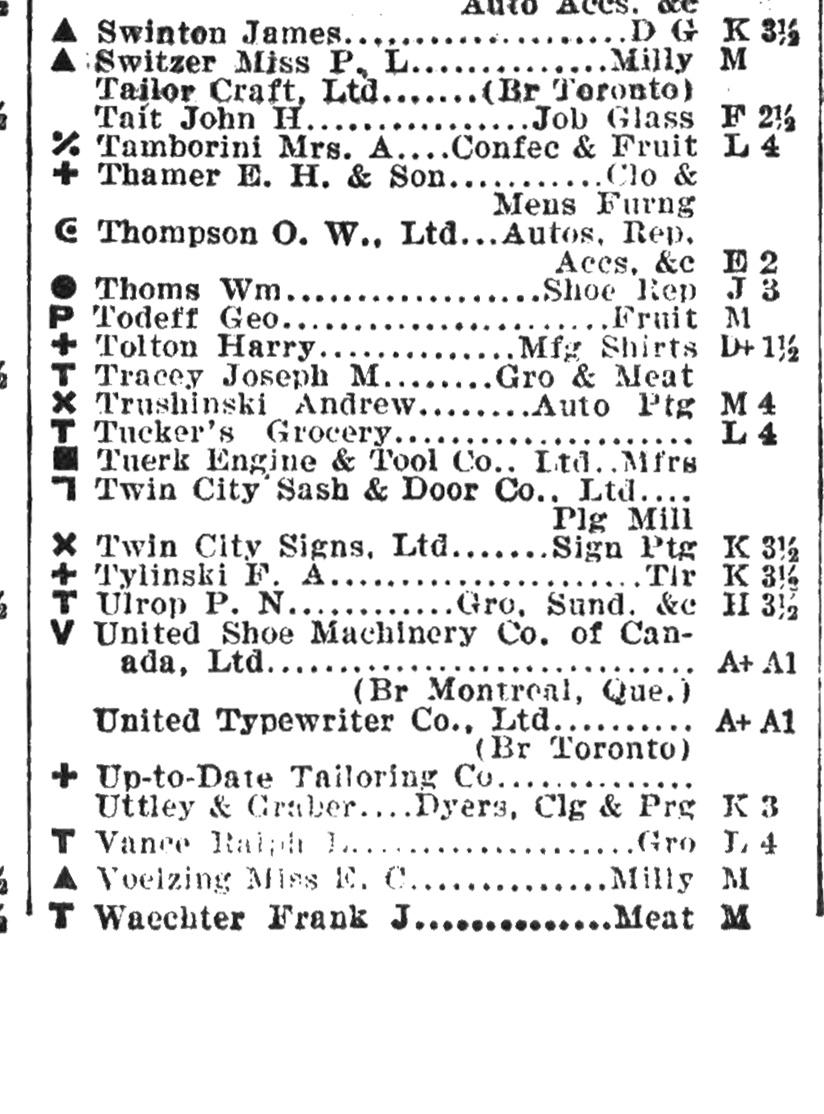 Auto Accs. &c
▲ Swinton James....................D G K 3½
▲ Switzer Miss P. L..............Milly M
Tailor Craft, Ltd.......(Br Toronto)
Tait John H................Job Glass F 2½
٪ Tamborini Mrs. A....Confec & Fruit L 4
+ Thamer E. H. & Son...........Clo &
Mens Furng
Thompson O. W., Ltd...Autos, Rep,
Accs, &c E 2
● Thoms Wm..................Shoe Rep J 3
P Todeff Geo.......................Fruit M
+ Tolton Harry..............Mfg Shirts D+ 1½
T Tracey Joseph M........Gro & Meat
× Trushinski Andrew........Auto Ptg M 4
T Tucker's Grocery..................... L 4
■ Tuerk Engine & Tool Co., Ltd..Mfrs
ㄱ Twin City Sash & Door Co., Ltd....
Plg Mill
× Twin City Signs, Ltd.......Sign Ptg K 3½
+ Tylinski F. A......................Tlr K 3½
T Ulrop P. N............Gro, Sund. &c H 3½
V United Shoe Machinery Co. of Can-
ada, Ltd.............................. A+ A1
(Br Montreal, Que.)
United Typewriter Co., Ltd.......... A+ A1
(Br Toronto)
+ Up-to-Date Tailoring Co..............
Uttley & Graber....Dyers, Clg & Prg K 3
T Vance Ralph L....................Gro L 4
▲ Voelzing Miss E. C..............Milly M
T Waechter Frank J..............Meat M